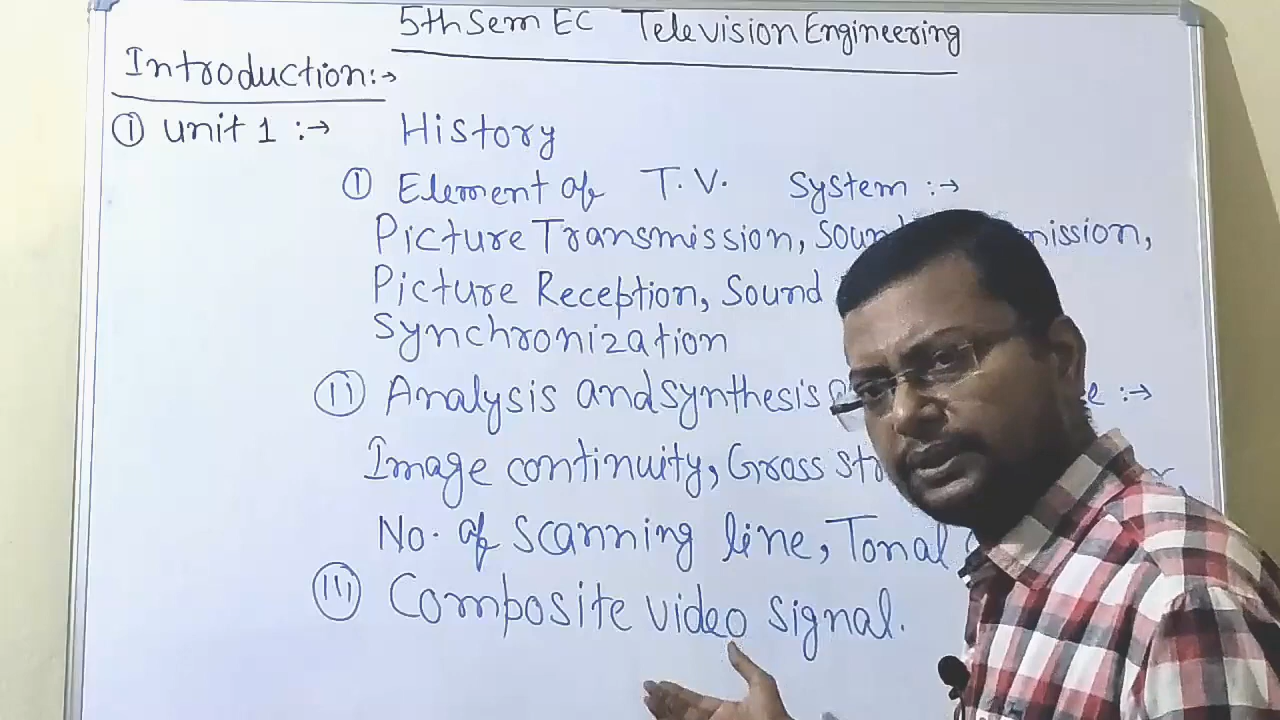 5th Sem EC Television Engineering
Introduction:→
① Unit 1 :→ History
① Element of T.V. System :→
Picture Transmission, Sound
Picture Reception, Sound
Synchronization
ⅠⅠ Analysis and synthesis :→
Image continuity, Gross
No. of scanning line, Tonal
ⅠⅠⅠ Composite video signal.